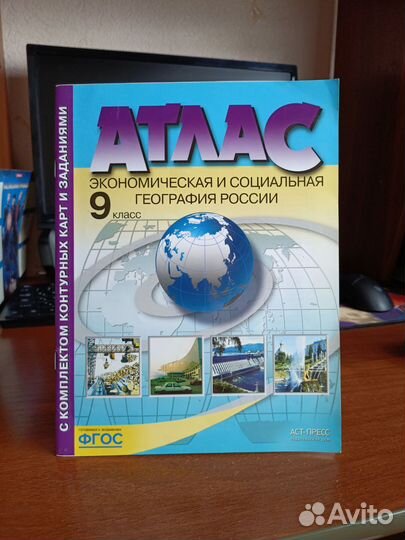 С КОМПЛЕКТОМ КОНТУРНЫХ КАРТ И ЗАДАНИЯМИ
АТЛАС
ЭКОНОМИЧЕСКАЯ И СОЦИАЛЬНАЯ
ГЕОГРАФИЯ РОССИИ
9 КЛАСС
ФГОС
АСТ-ПРЕСС
Avito